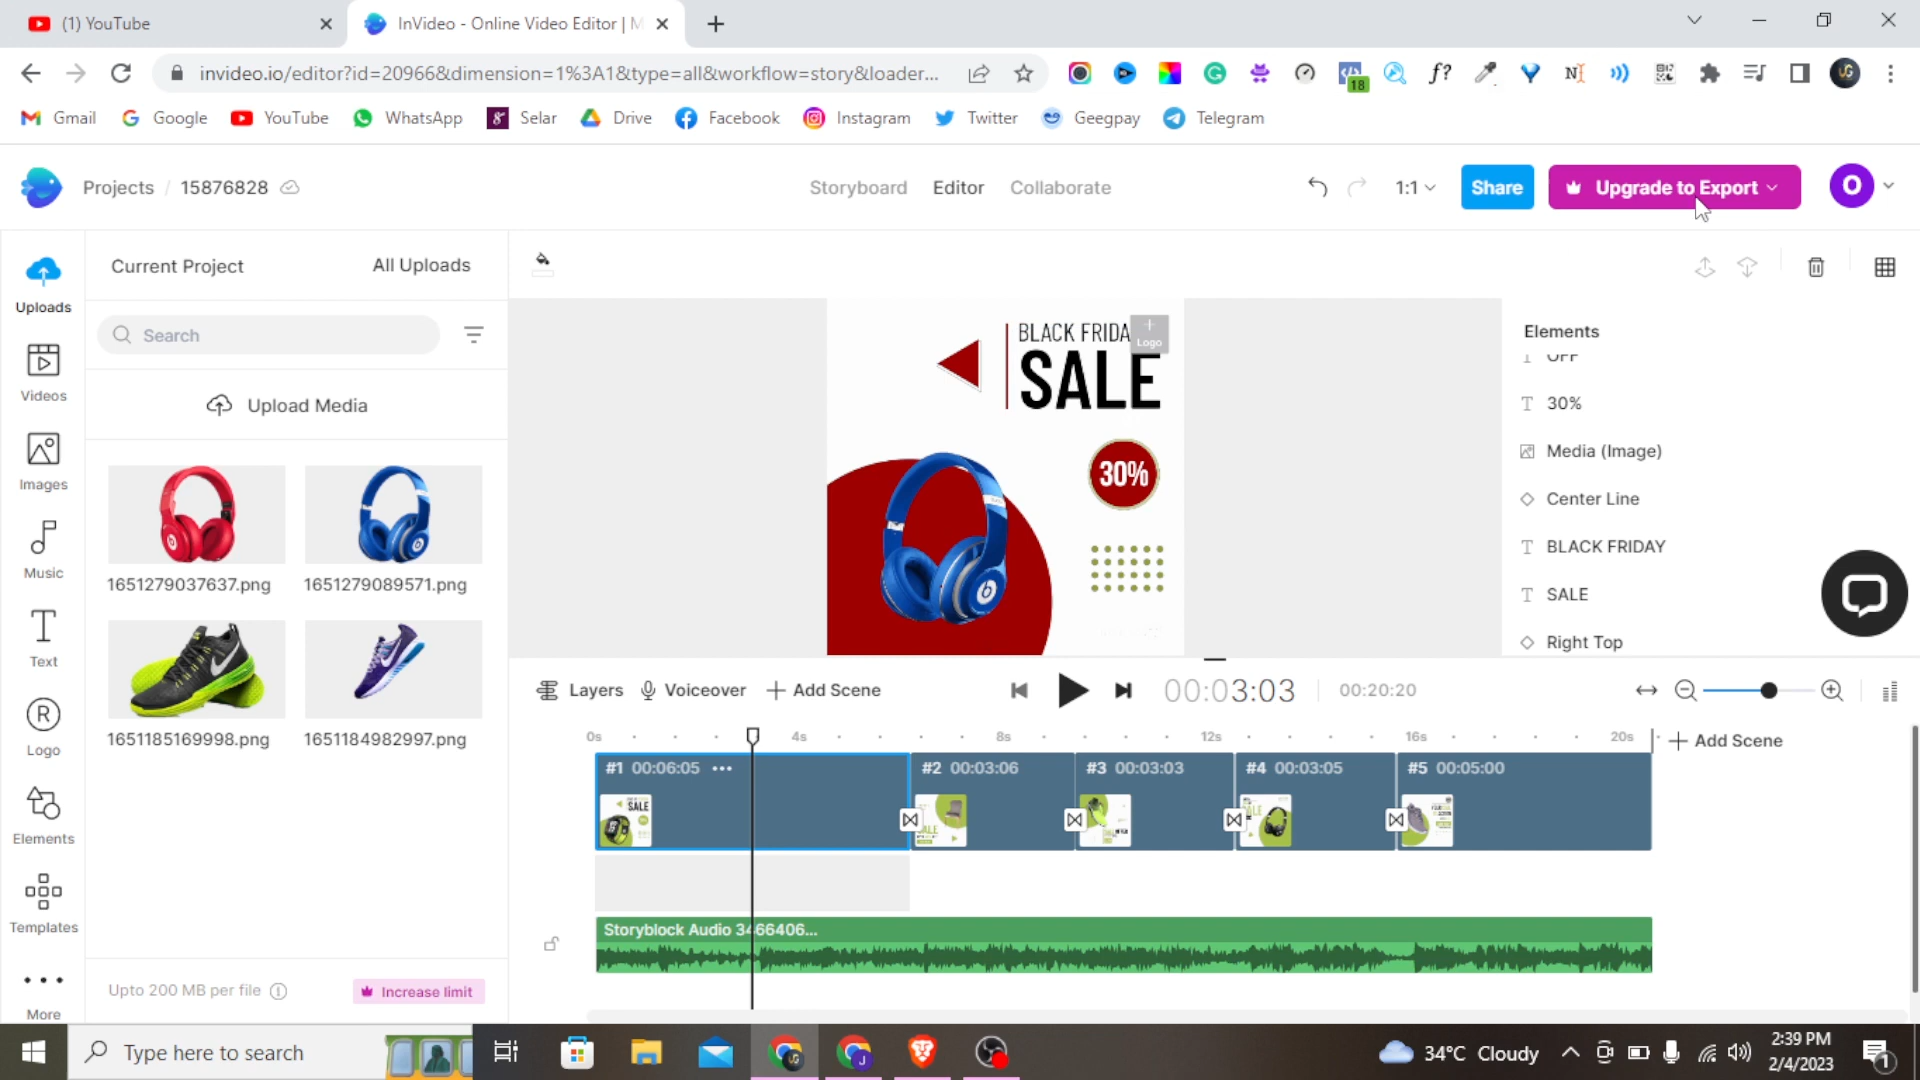 (1) YouTube
InVideo - Online Video Editor | M
invideo.io/editor?id=20966&dimension=1%3A1&type=all&workflow=story&loader...
18
Gmail
Google
YouTube
WhatsApp
Selar
Drive
Facebook
Instagram
Twitter
Geegpay
Telegram
Projects / 15876828
Storyboard
Editor
Collaborate
1:1
Share
Upgrade to Export
O
Uploads
Videos
Images
Music
Text
Logo
Elements
Templates
More
Current Project
All Uploads
Search
Upload Media
1651279037637.png
1651279089571.png
1651185169998.png
1651184982997.png
Upto 200 MB per file
Increase limit
BLACK FRIDA
Logo
SALE
30%
Elements
OFF
30%
Media (Image)
Center Line
BLACK FRIDAY
SALE
Right Top
Layers
Voiceover
Add Scene
00:03:03
00:20:20
0s
4s
8s
12s
16s
20s
Add Scene
#1 00:06:05
#2 00:03:06
#3 00:03:03
#4 00:03:05
#5 00:05:00
SALE
Storyblock Audio 3466406...
Type here to search
34°C Cloudy
2:39 PM
2/4/2023
1